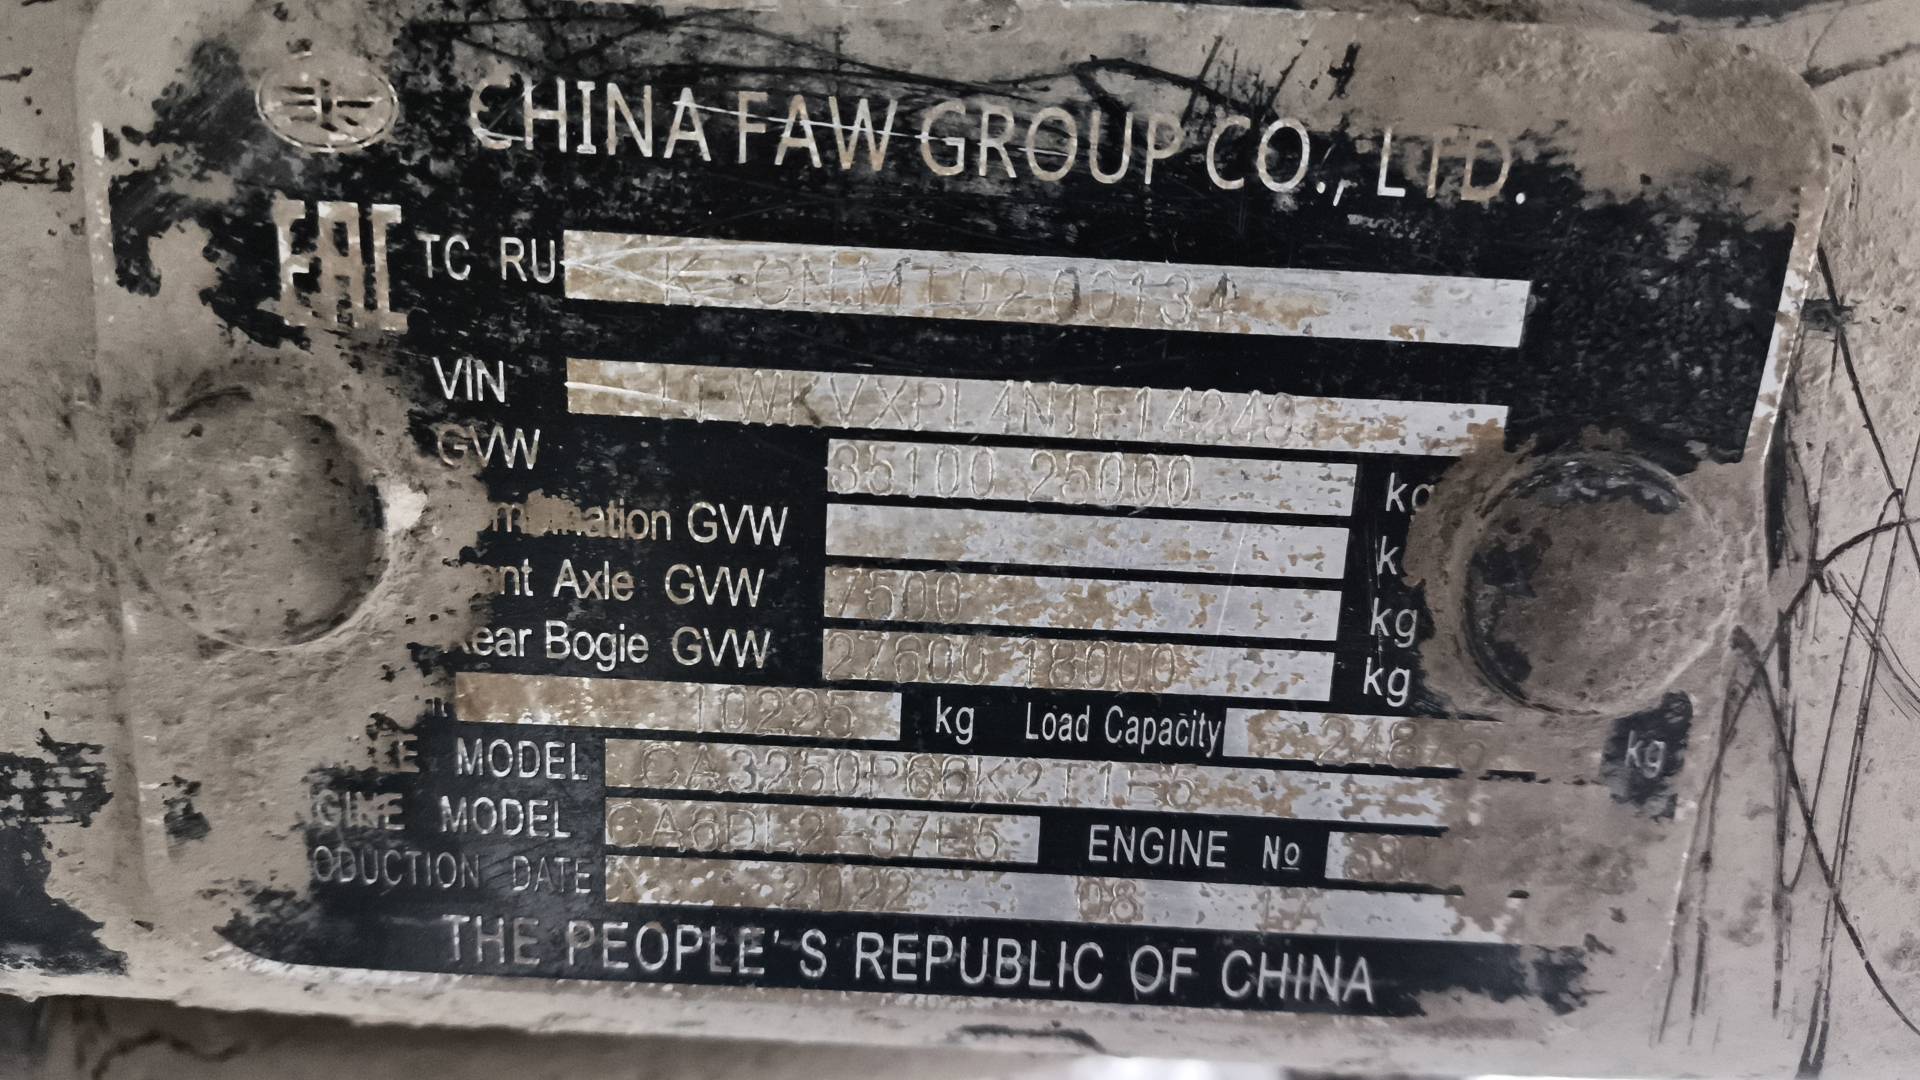 CHINA FAW GROUP CO., LTD.
EAC TC RU K-CN.MT02.00134
VIN LFWKVXPL4N1F14249
GVW 35100 25000 kg
GVW
Axle GVW 7500 kg
Rear Bogie GVW 27600 18000 kg
10225 kg Load Capacity kg
MODEL CA3250P66K2T1E5
MODEL CA6DL2-37E5 ENGINE №
DATE 2022 08
THE PEOPLE'S REPUBLIC OF CHINA